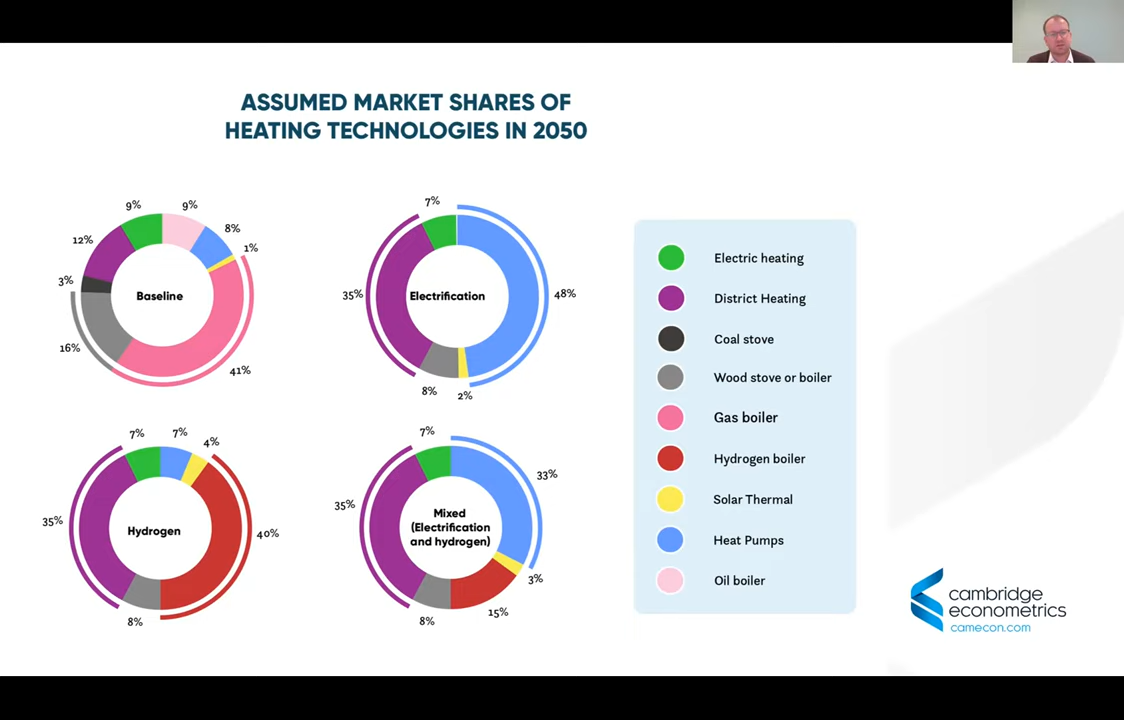 ASSUMED MARKET SHARES OF
HEATING TECHNOLOGIES IN 2050
9%
9%
8%
1%
12%
3%
16%
41%
Baseline
7%
35%
48%
8%
2%
Electrification
7%
7%
4%
35%
40%
8%
Hydrogen
7%
33%
35%
3%
15%
8%
Mixed
(Electrification
and hydrogen)
Electric heating
District Heating
Coal stove
Wood stove or boiler
Gas boiler
Hydrogen boiler
Solar Thermal
Heat Pumps
Oil boiler
cambridge
econometrics
camecon.com